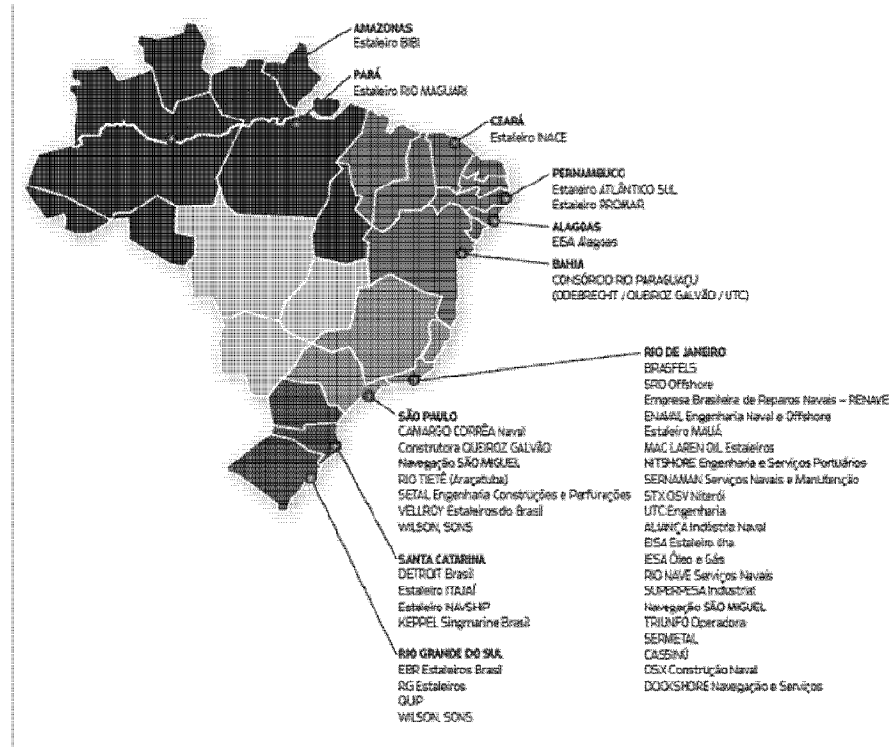 AMAZONAS
Estaleiro BIBI
PARÁ
Estaleiro RIO MAGUARI
CEARÁ
Estaleiro INACE
PERNAMBUCO
Estaleiro ATLÂNTICO SUL
Estaleiro PROMAR
ALAGOAS
EISA Alagoas
BAHIA
CONSÓRCIO RIO PARAGUAÇU
(ODEBRECHT / QUEIROZ GALVÃO / UTC)
RIO DE JANEIRO
BRASFELS
SRD Offshore
Empresa Brasileira de Reparos Navais – RENAVE
ENAVAL Engenharia Naval e Offshore
Estaleiro MAUÁ
MAC LAREN OIL Estaleiros
NITSHORE Engenharia e Serviços Portuários
SERNAMAN Serviços Navais e Manutenção
STX OSV Niterói
UTC Engenharia
ALIANÇA Indústria Naval
EISA Estaleiro Ilha
IESA Óleo e Gás
RIO NAVE Serviços Navais
SUPERPESA Industrial
Navegação SÃO MIGUEL
TRIUNFO Operadora
SERMETAL
CASSINÚ
OSX Construção Naval
DOCKSHORE Navegação e Serviços
SÃO PAULO
CAMARGO CORRÊA Naval
Construtora QUEIROZ GALVÃO
Navegação SÃO MIGUEL
RIO TIETÊ (Araçatuba)
SETAL Engenharia Construções e Perfurações
VELLROY Estaleiros do Brasil
WILSON, SONS
SANTA CATARINA
DETROIT Brasil
Estaleiro ITAJAÍ
Estaleiro NAVSHIP
KEPPEL Singmarine Brasil
RIO GRANDE DO SUL
EBR Estaleiros Brasil
RG Estaleiros
QUIP
WILSON, SONS